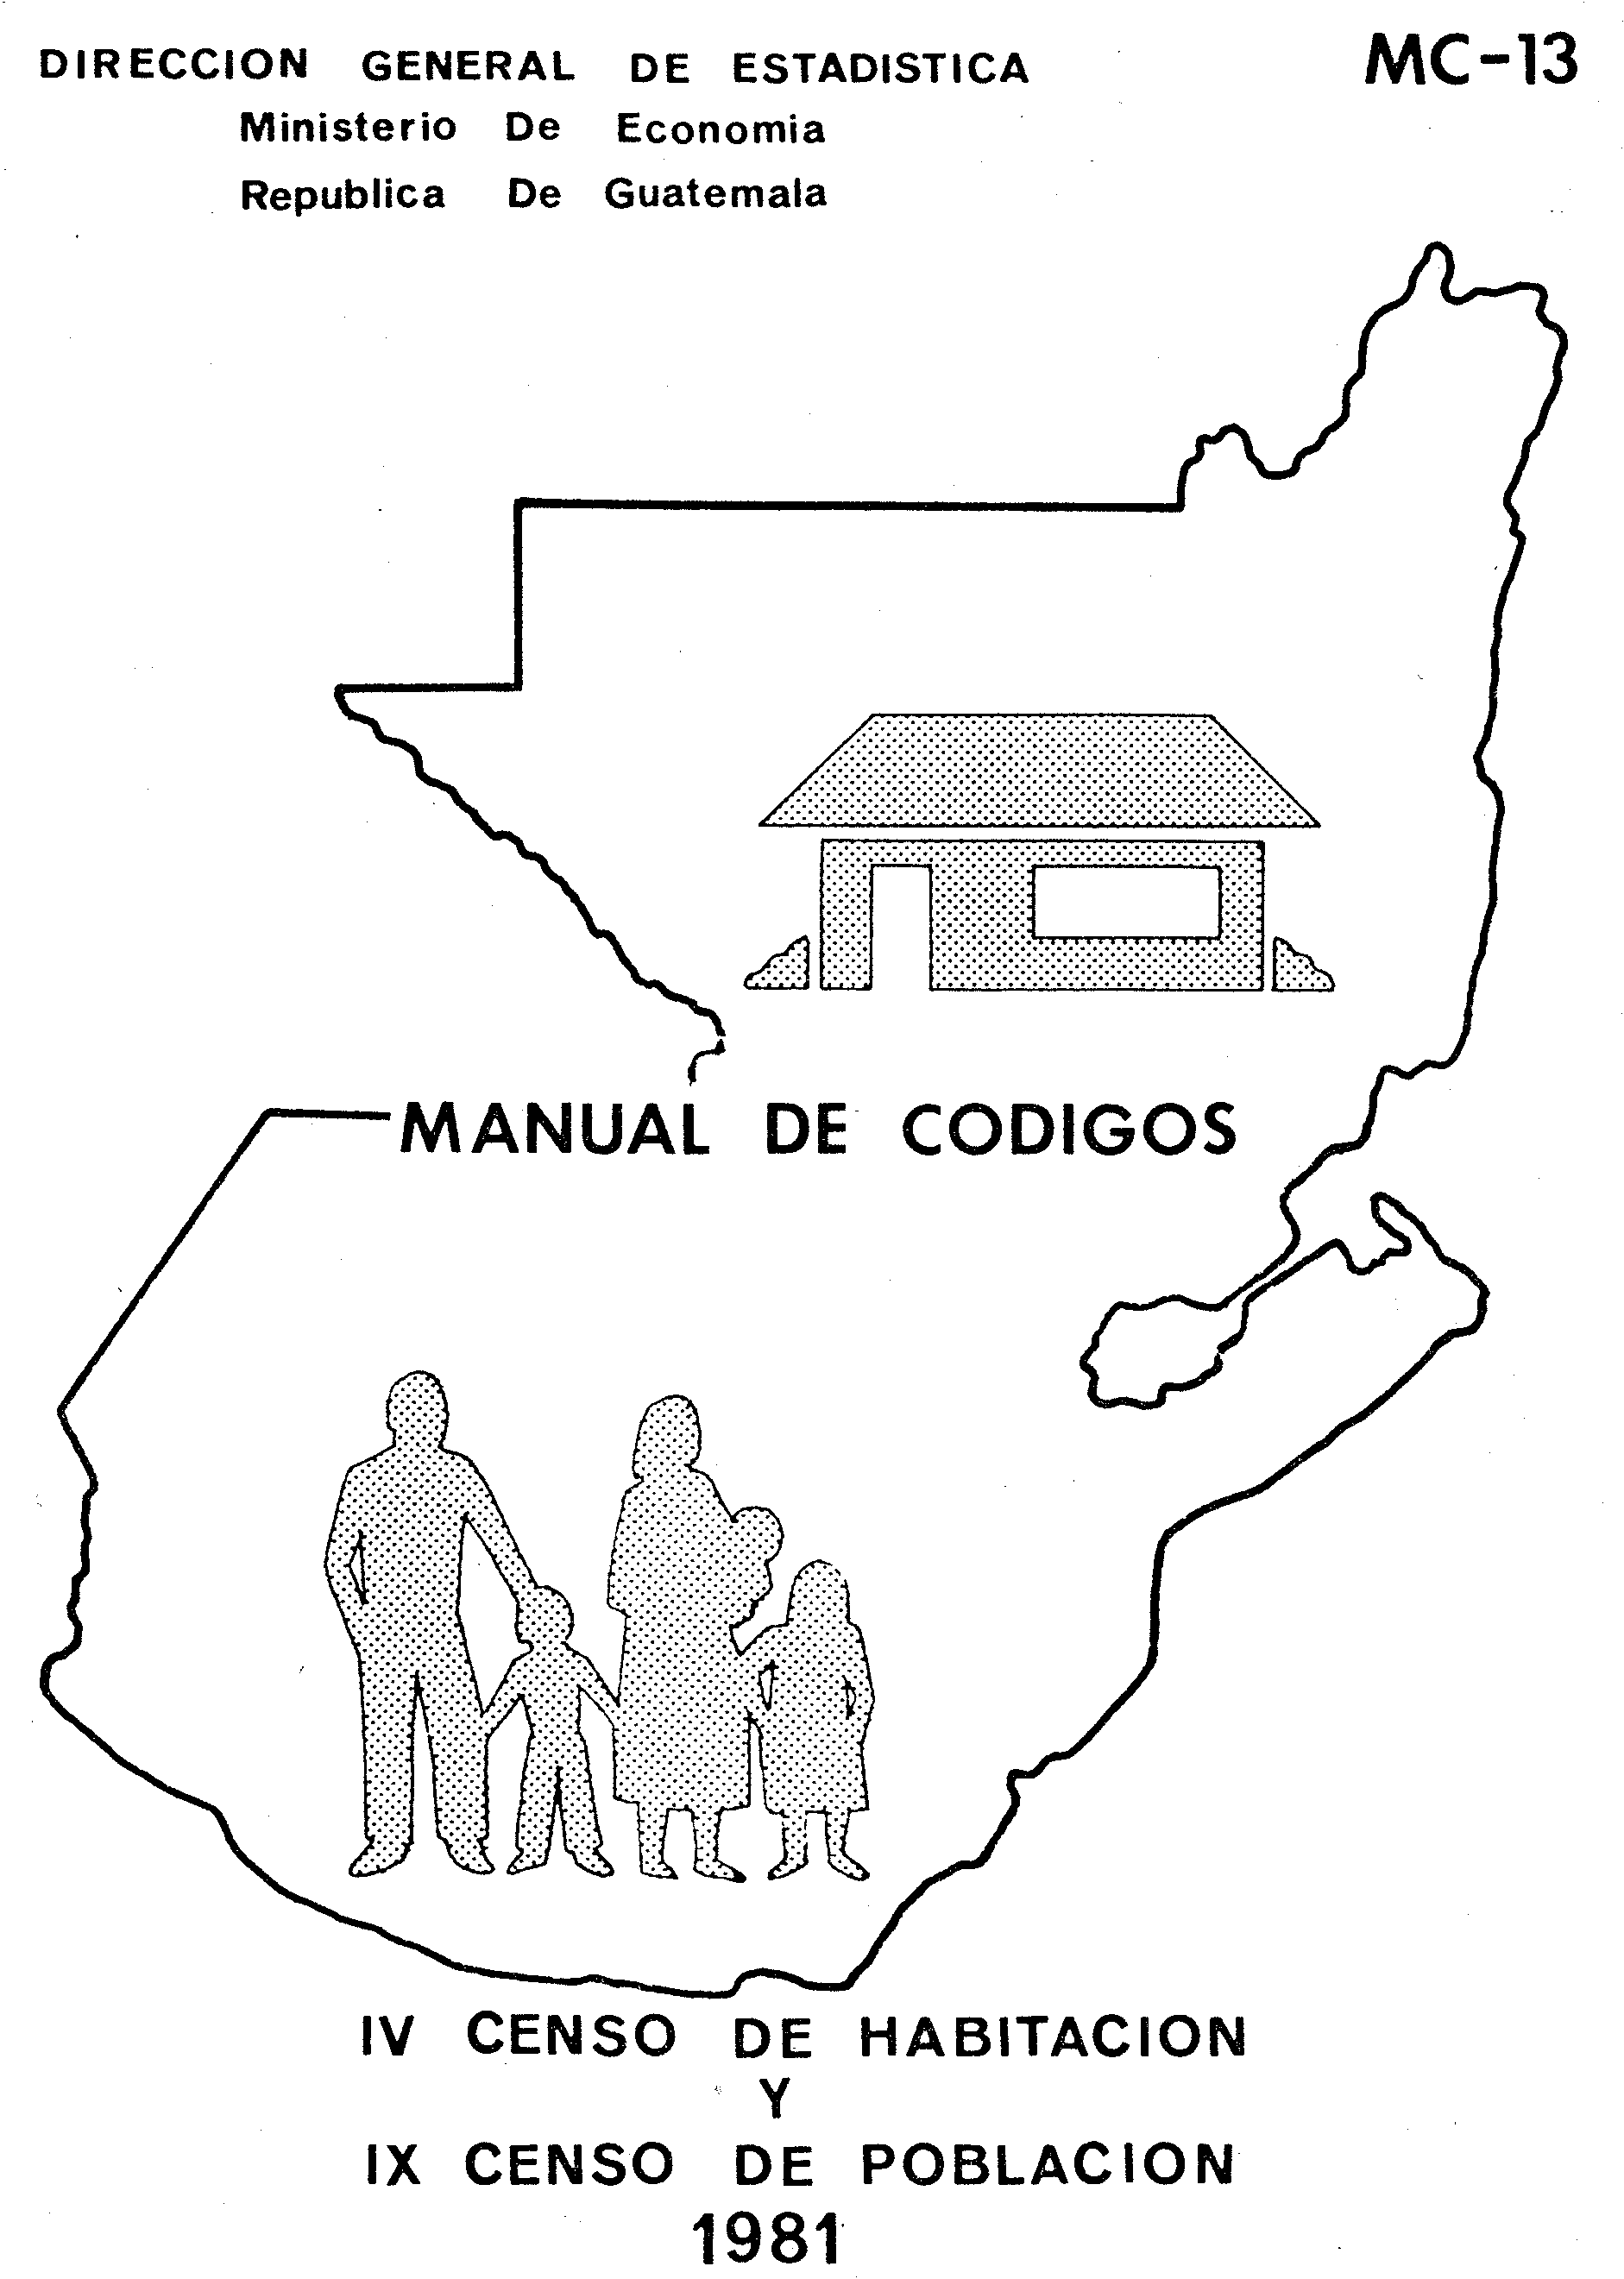 DIRECCION GENERAL DE ESTADISTICA
MC-13
Ministerio De Economia
Republica De Guatemala
MANUAL DE CODIGOS
IV CENSO DE HABITACION
Y
IX CENSO DE POBLACION
1981